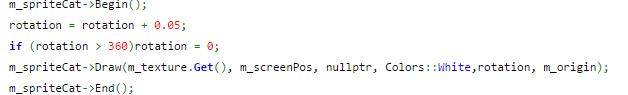 m_spriteCat->Begin();
rotation = rotation + 0.05;
if (rotation > 360)rotation = 0;
m_spriteCat->Draw(m_texture.Get(), m_screenPos, nullptr, Colors::White,rotation, m_origin);
m_spriteCat->End();